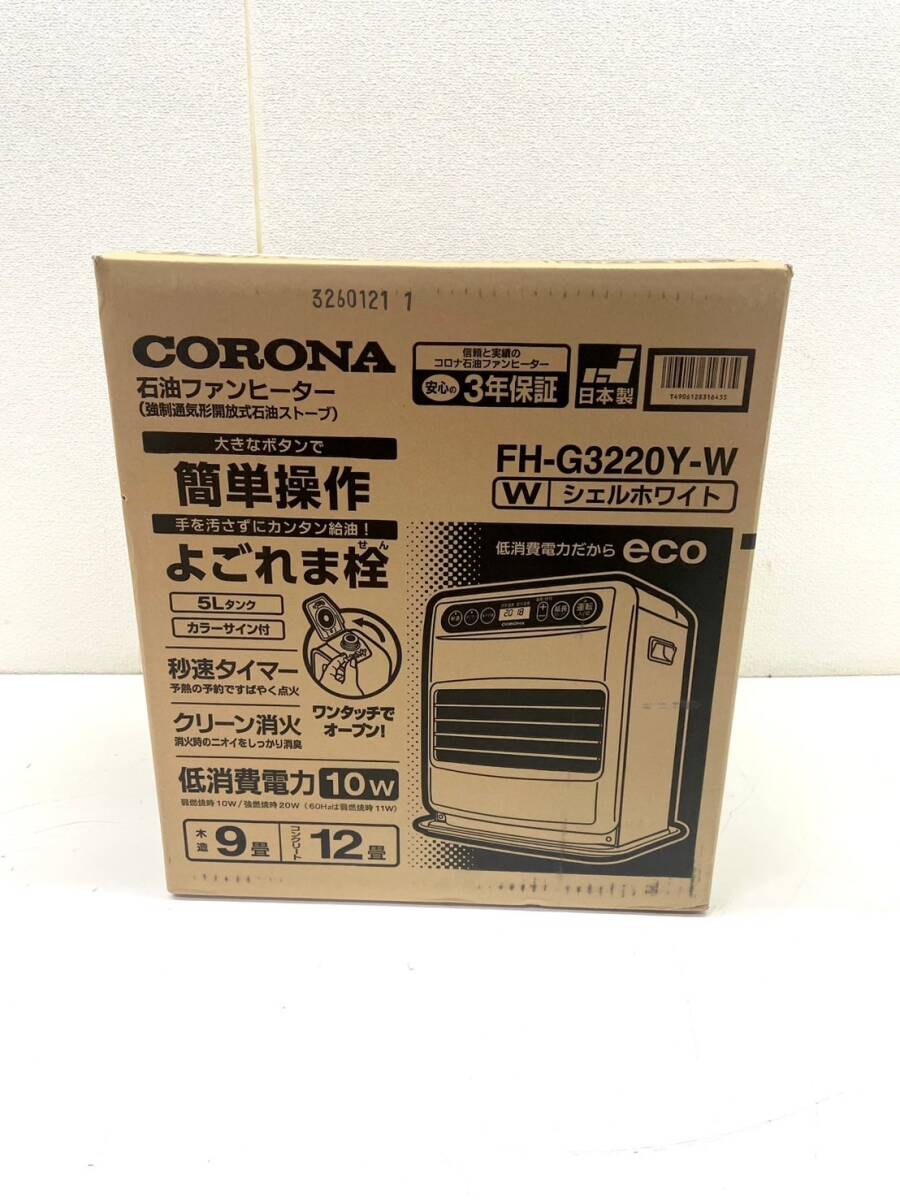 3260121 1
CORONA
石油ファンヒーター
(強制通気形開放式石油ストーブ)
信頼と実績の
コロナ石油ファンヒーター
安心の 3年保証
日本製
T4906128316435
大きなボタンで
簡単操作
手を汚さずにカンタン給油!
せん
よごれま栓
5Lタンク
カラーサイン付
秒速タイマー
予熱の予約ですばやく点火
クリーン消火
消火時のニオイをしっかり消臭
ワンタッチで
オープン!
低消費電力 10W
弱燃焼時10W/強燃焼時20W (60Hzは弱燃焼時11W)
木造 9畳
コンクリート 12畳
FH-G3220Y-W
W シェルホワイト
低消費電力だから eco
20 18
延長
運転
CORONA